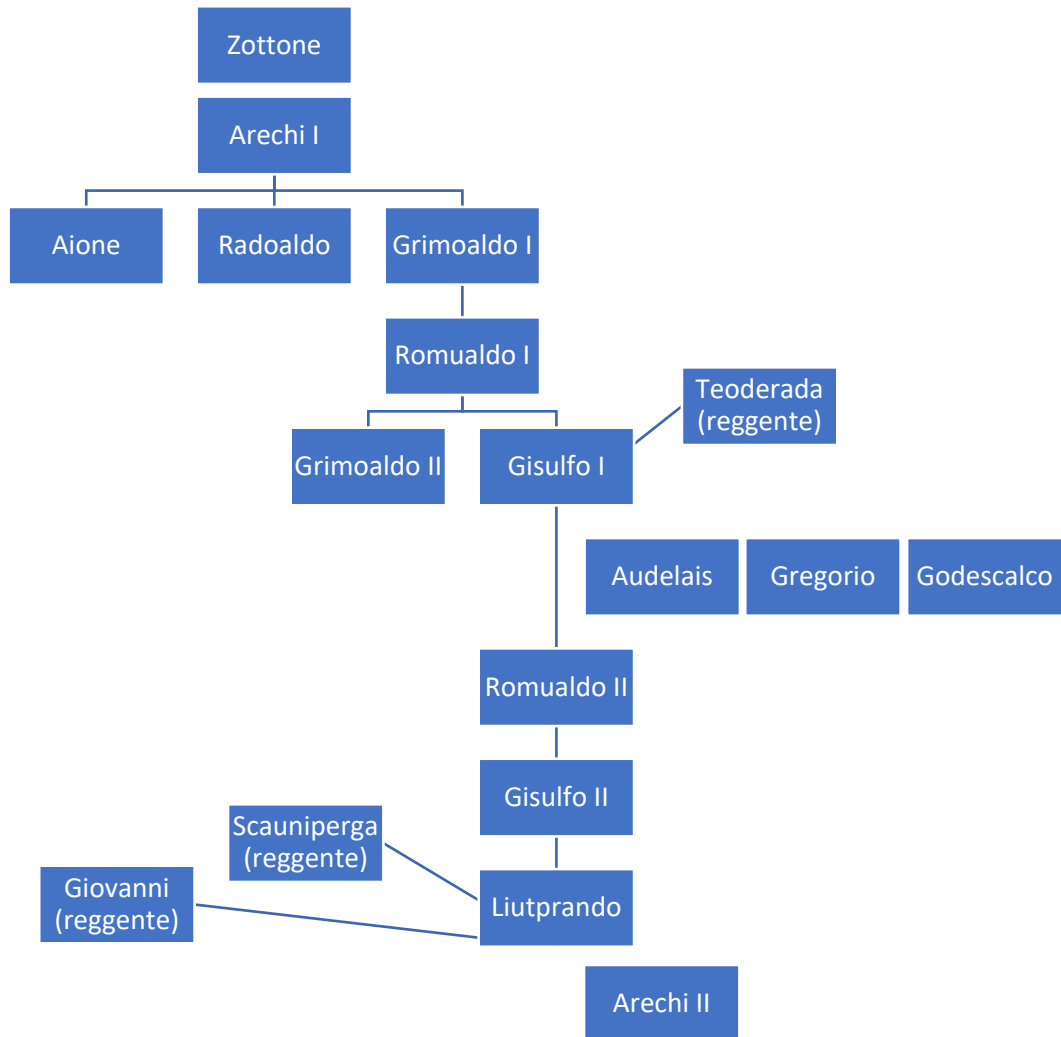 Zottone
Arechi I
Aione
Radoaldo
Grimoaldo I
Romualdo I
Teoderada
(reggente)
Grimoaldo II
Gisulfo I
Audelais
Gregorio
Godescalco
Romualdo II
Gisulfo II
Scauniperga
(reggente)
Giovanni
(reggente)
Liutprando
Arechi II